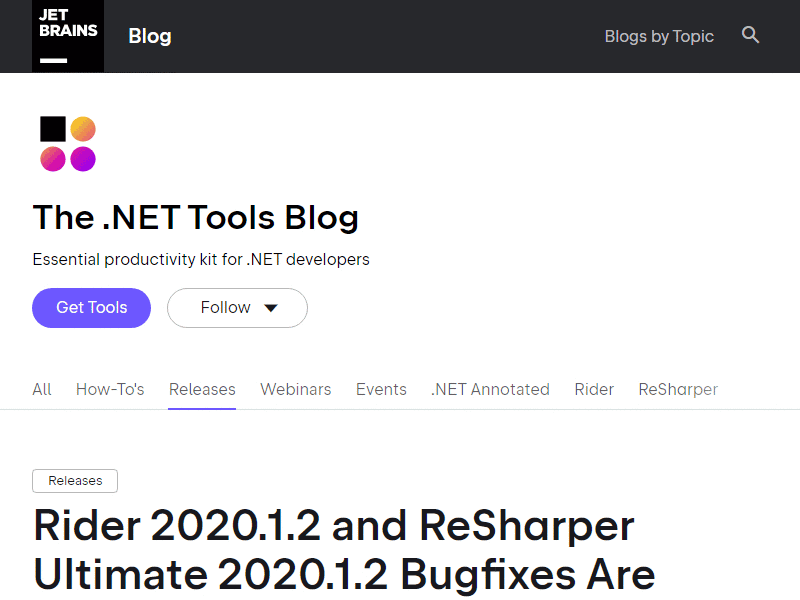 JET
BRAINS
Blog
Blogs by Topic
The .NET Tools Blog
Essential productivity kit for .NET developers
Get Tools
Follow
All How-To's Releases Webinars Events .NET Annotated Rider ReSharper
Releases
Rider 2020.1.2 and ReSharper
Ultimate 2020.1.2 Bugfixes Are